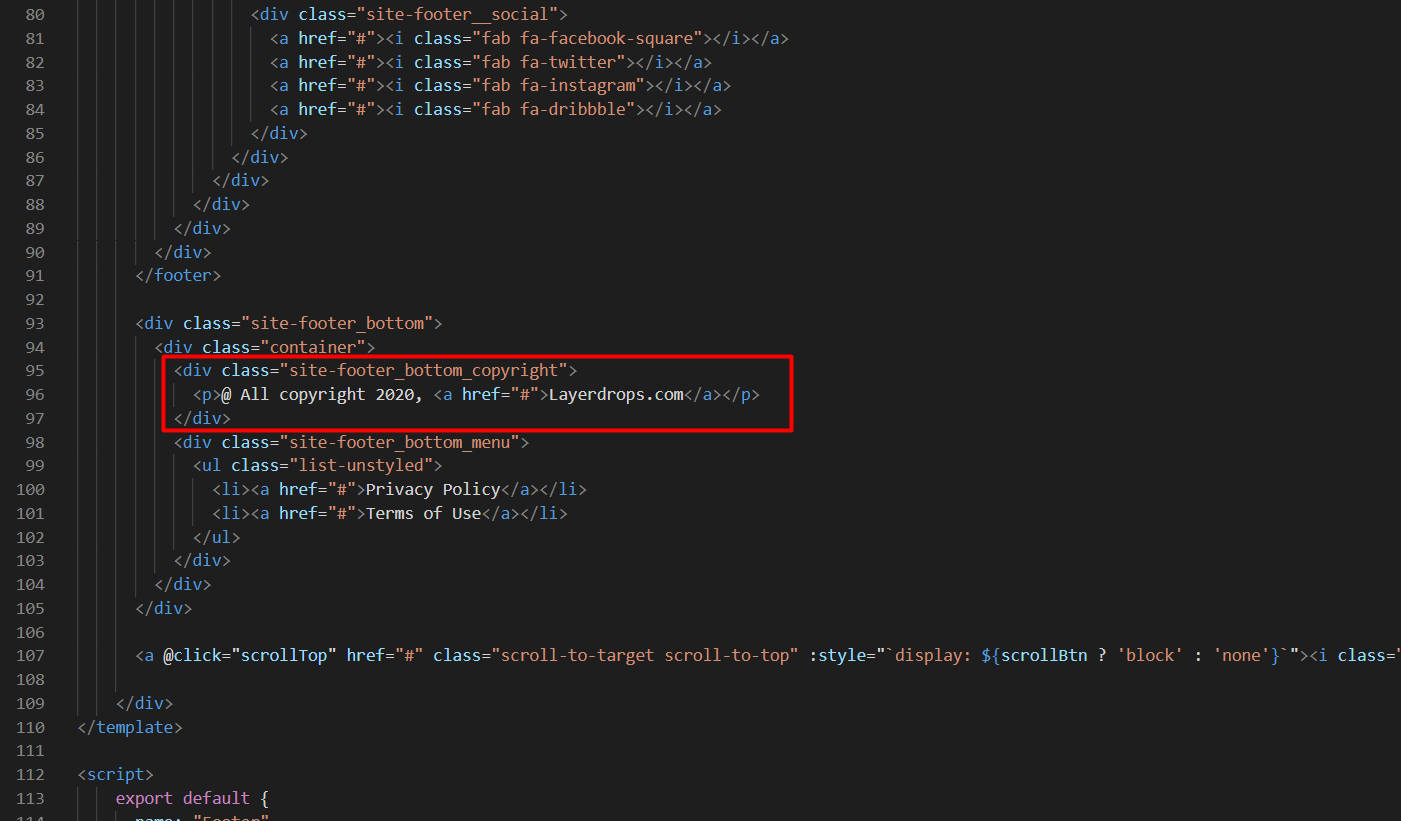 80 <div class="site-footer__social">
81 <a href="#"><i class="fab fa-facebook-square"></i></a>
82 <a href="#"><i class="fab fa-twitter"></i></a>
83 <a href="#"><i class="fab fa-instagram"></i></a>
84 <a href="#"><i class="fab fa-dribbble"></i></a>
85 </div>
86 </div>
87 </div>
88 </div>
89 </div>
90 </div>
91 </footer>
92
93 <div class="site-footer_bottom">
94 <div class="container">
95 <div class="site-footer_bottom_copyright">
96 <p>@ All copyright 2020, <a href="#">Layerdrops.com</a></p>
97 </div>
98 <div class="site-footer_bottom_menu">
99 <ul class="list-unstyled">
100 <li><a href="#">Privacy Policy</a></li>
101 <li><a href="#">Terms of Use</a></li>
102 </ul>
103 </div>
104 </div>
105 </div>
106
107 <a @click="scrollTop" href="#" class="scroll-to-target scroll-to-top" :style="`display: ${scrollBtn ? 'block' : 'none'}`"><i class="
108
109 </div>
110 </template>
111
112 <script>
113 export default {
114 name: "Footer"